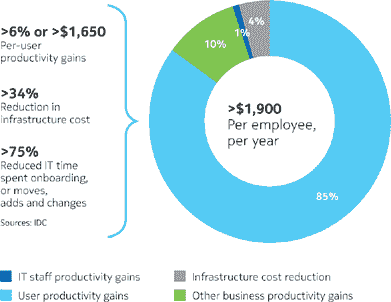 >6% or >$1,650
Per-user
productivity gains
>34%
Reduction in
infrastructure cost
>75%
Reduced IT time
spent onboarding,
or moves,
adds and changes
Sources: IDC
4%
1%
10%
>$1,900
Per employee,
per year
85%
IT staff productivity gains
Infrastructure cost reduction
User productivity gains
Other business productivity gains